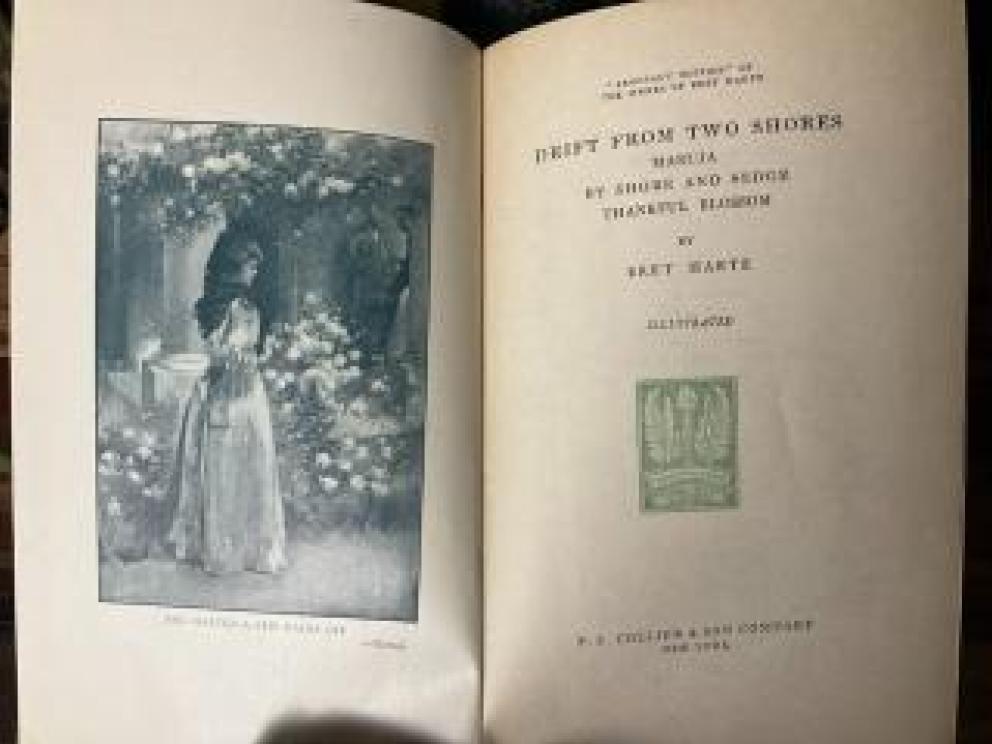 "ARGONAUT EDITION" OF
THE WORKS OF BRET HARTE
DRIFT FROM TWO SHORES
MARUJA
BY SHORE AND SEDGE
THANKFUL BLOSSOM
BY
BRET HARTE
ILLUSTRATED
P. F. COLLIER & SON COMPANY
NEW YORK